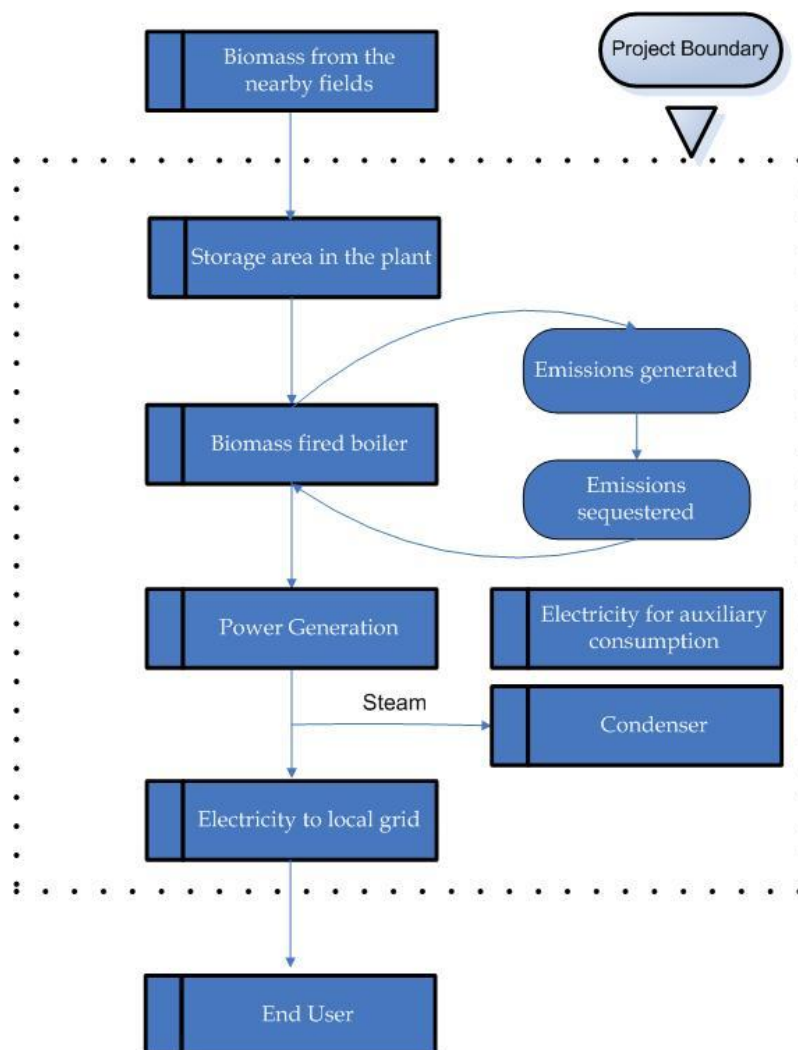 Biomass from the
nearby fields
Project Boundary
Storage area in the plant
Emissions generated
Biomass fired boiler
Emissions
sequestered
Power Generation
Electricity for auxiliary
consumption
Steam
Condenser
Electricity to local grid
End User